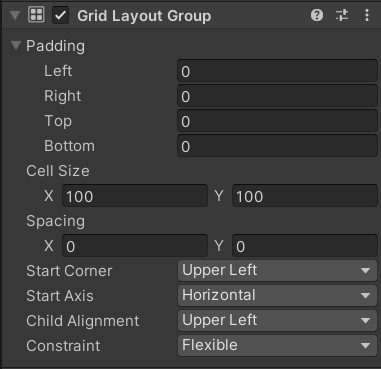 Grid Layout Group
Padding
Left 0
Right 0
Top 0
Bottom 0
Cell Size
X 100 Y 100
Spacing
X 0 Y 0
Start Corner Upper Left
Start Axis Horizontal
Child Alignment Upper Left
Constraint Flexible